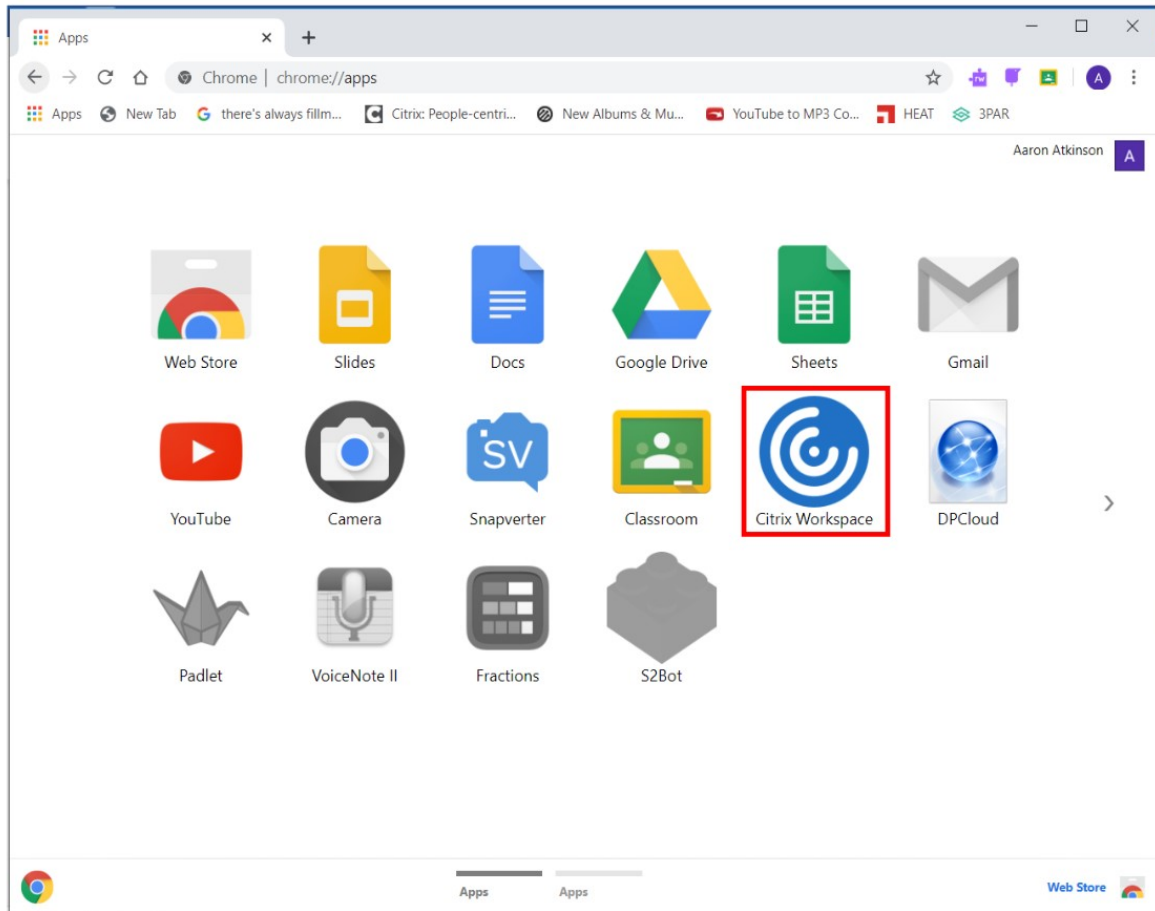 Apps
Chrome | chrome://apps
A
Apps New Tab there's always fillm... Citrix: People-centri... New Albums & Mu... YouTube to MP3 Co... HEAT 3PAR
Aaron Atkinson A
Web Store Slides Docs Google Drive Sheets Gmail
SV
YouTube Camera Snapverter Classroom Citrix Workspace DPCloud
Padlet VoiceNote II Fractions S2Bot
Apps Apps Web Store